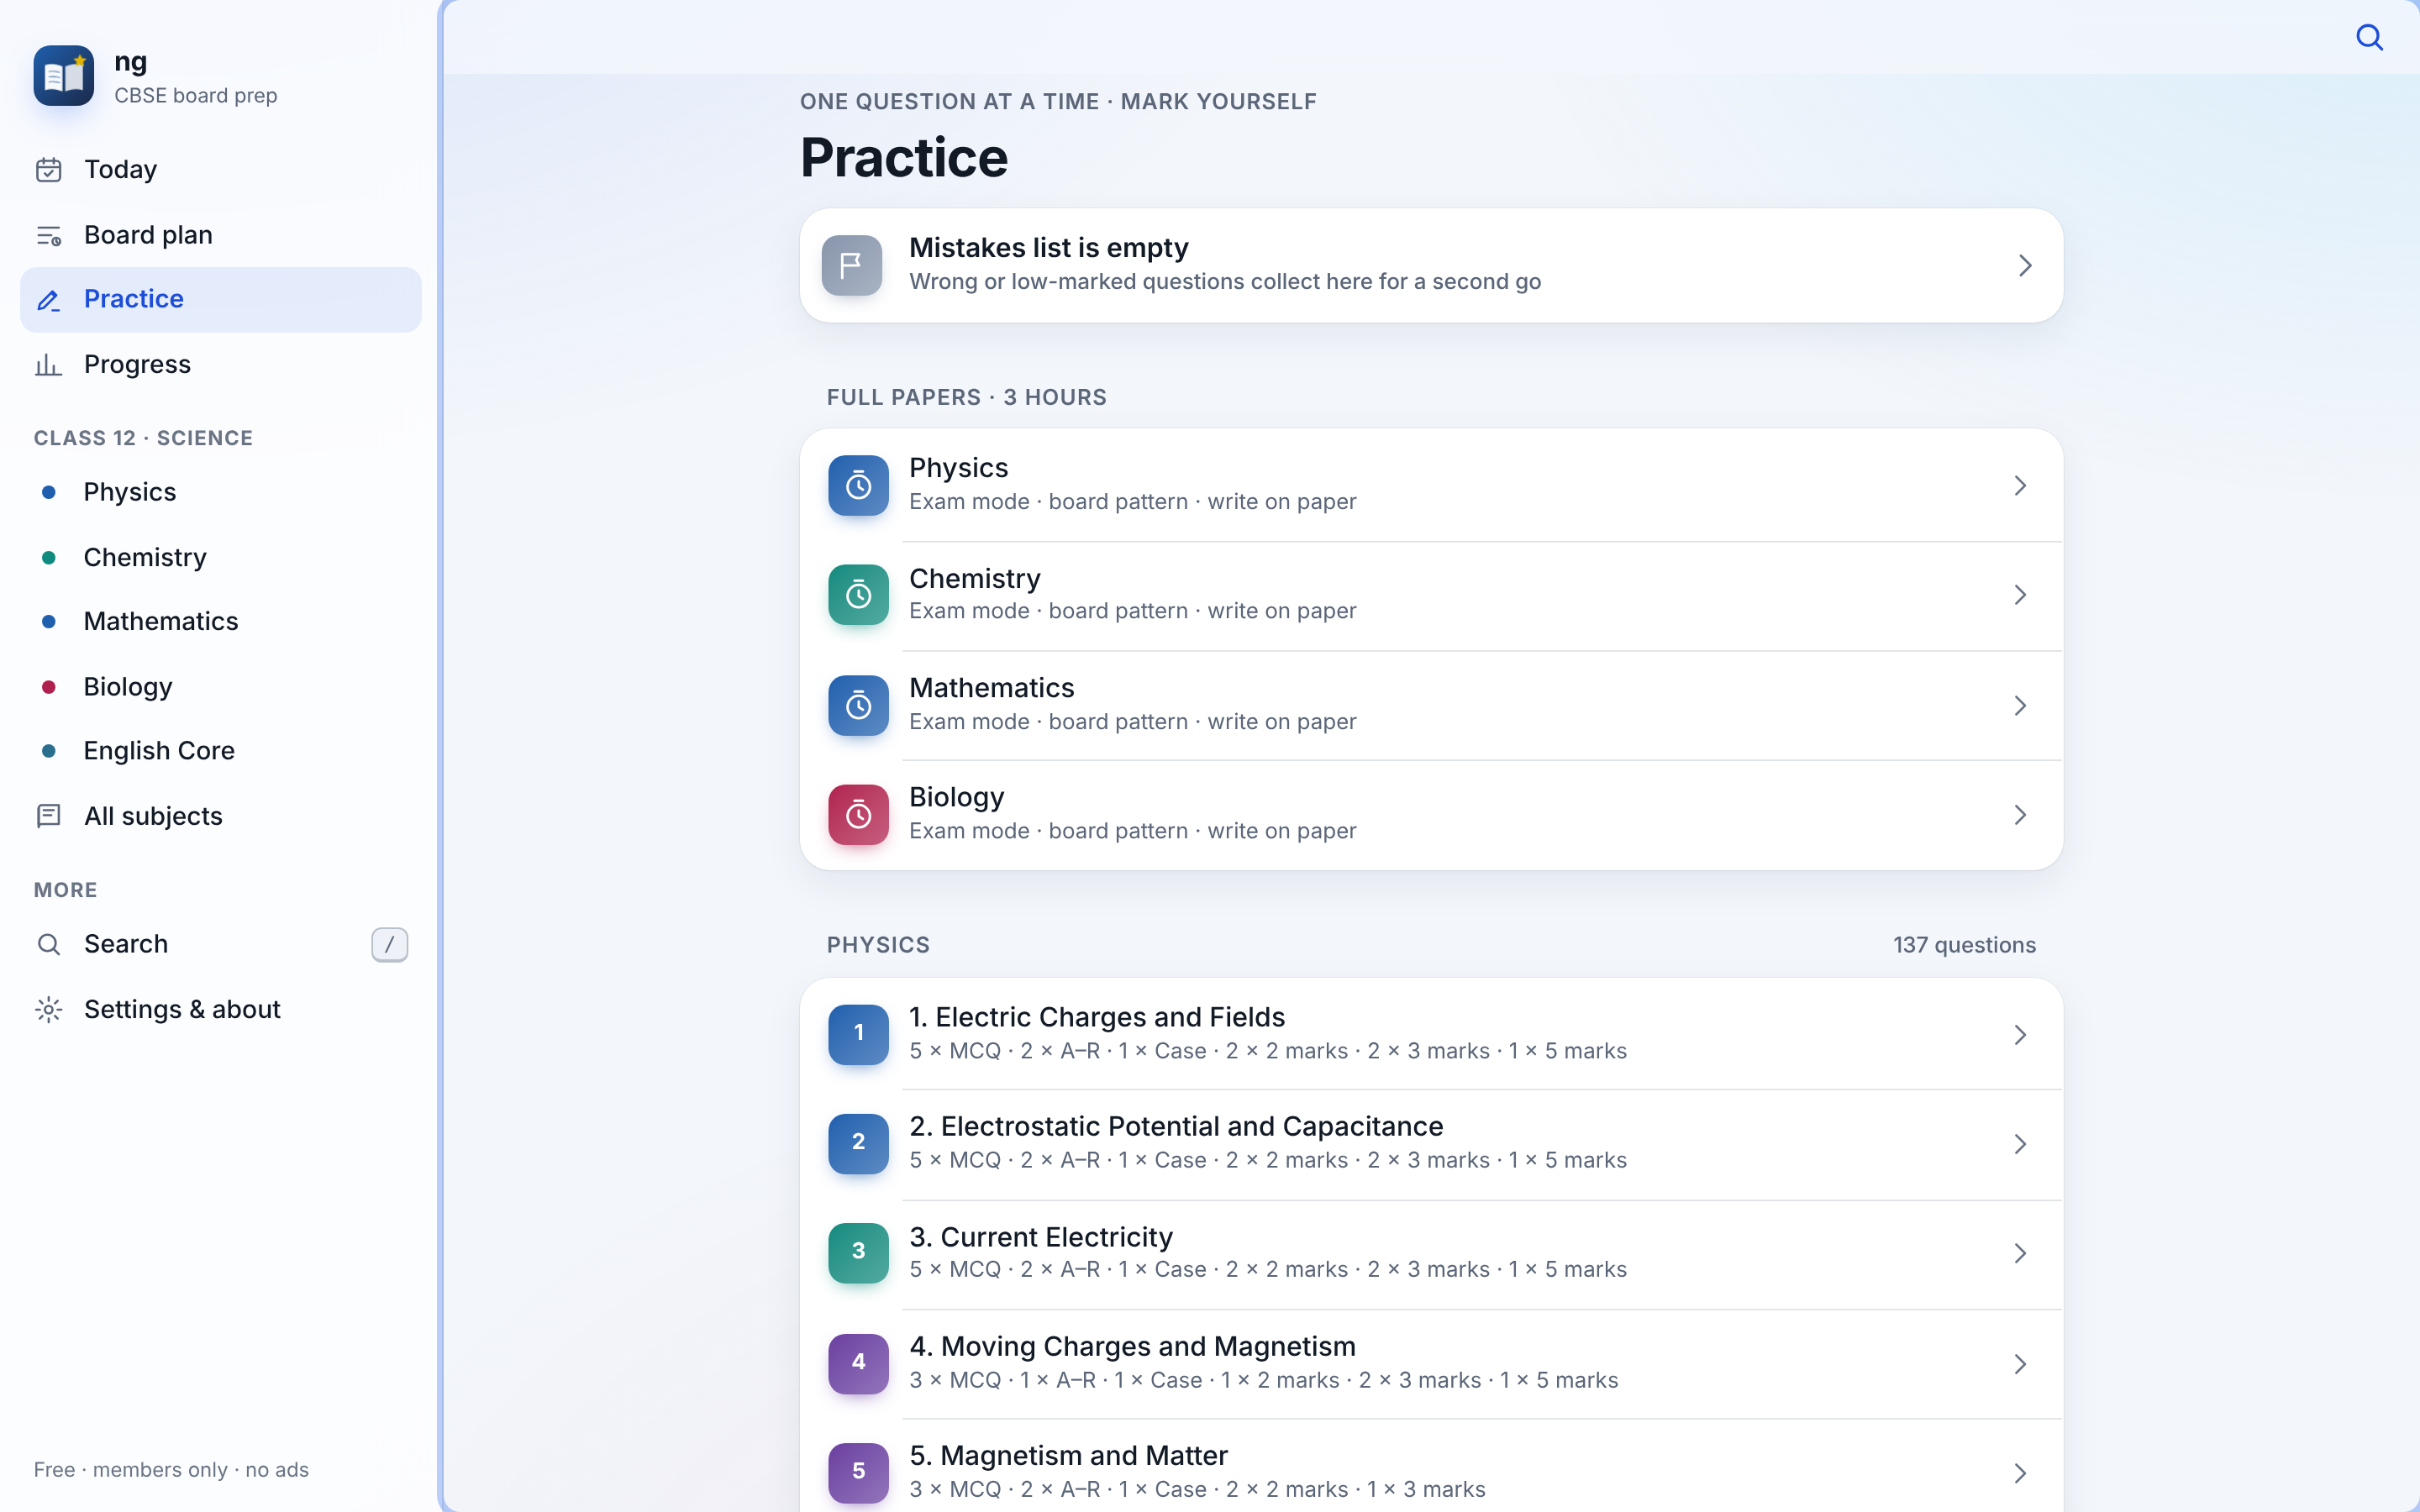 ng
CBSE board prep
Today
Board plan
Practice
Progress
CLASS 12 · SCIENCE
Physics
Chemistry
Mathematics
Biology
English Core
All subjects
MORE
Search
/
Settings & about
Free · members only · no ads
ONE QUESTION AT A TIME · MARK YOURSELF
Practice
Mistakes list is empty
Wrong or low-marked questions collect here for a second go
FULL PAPERS · 3 HOURS
Physics
Exam mode · board pattern · write on paper
Chemistry
Exam mode · board pattern · write on paper
Mathematics
Exam mode · board pattern · write on paper
Biology
Exam mode · board pattern · write on paper
PHYSICS
137 questions
1
1. Electric Charges and Fields
5 × MCQ · 2 × A–R · 1 × Case · 2 × 2 marks · 2 × 3 marks · 1 × 5 marks
2
2. Electrostatic Potential and Capacitance
5 × MCQ · 2 × A–R · 1 × Case · 2 × 2 marks · 2 × 3 marks · 1 × 5 marks
3
3. Current Electricity
5 × MCQ · 2 × A–R · 1 × Case · 2 × 2 marks · 2 × 3 marks · 1 × 5 marks
4
4. Moving Charges and Magnetism
3 × MCQ · 1 × A–R · 1 × Case · 1 × 2 marks · 2 × 3 marks · 1 × 5 marks
5
5. Magnetism and Matter
3 × MCQ · 2 × A–R · 1 × Case · 2 × 2 marks · 1 × 3 marks